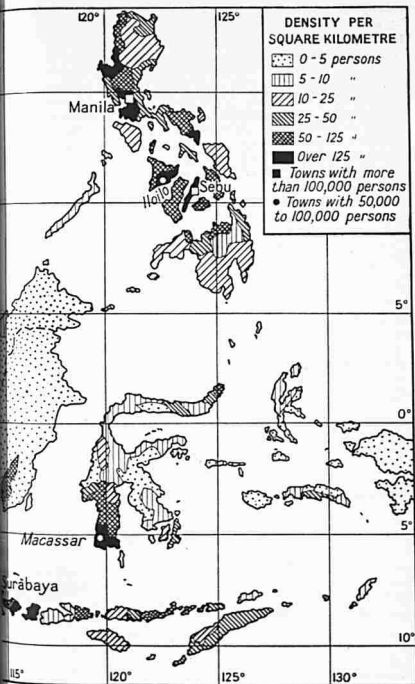 120°
125°
DENSITY PER
SQUARE KILOMETRE
0-5 persons
5-10 "
10-25 "
25-50 "
50-125 "
Over 125 "
Towns with more
than 100,000 persons
Towns with 50,000
to 100,000 persons
Manila
Iloilo
Sebu
5°
0°
5°
Macassar
Surabaya
10°
115°
120°
125°
130°